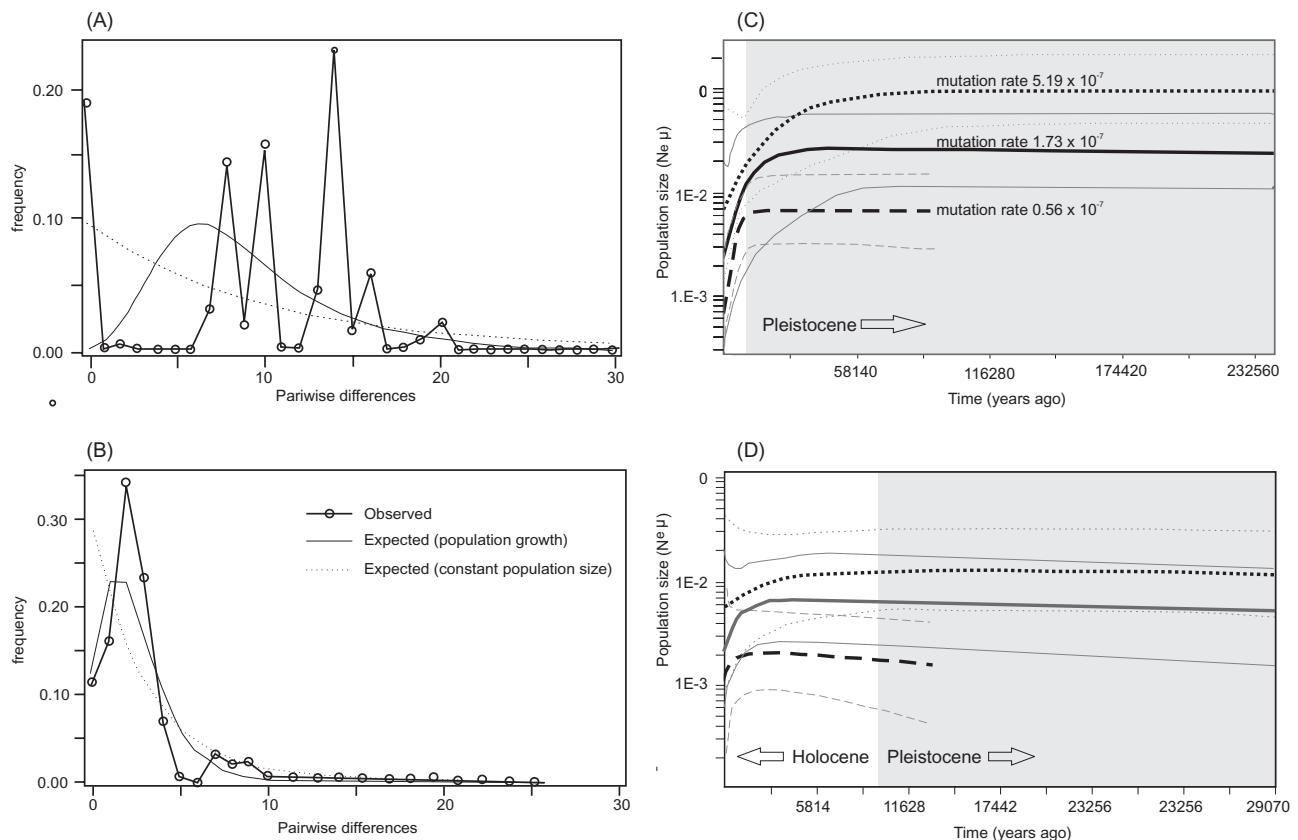 (A)
0.20
0.10
0.00
frequency
0
10
20
30
Pariwise differences
(B)
0.30
0.20
0.10
0.00
frequency
Observed
Expected (population growth)
Expected (constant population size)
0
10
20
30
Pairwise differences
(C)
0
1E-2
1.E-3
Population size (Ne μ)
mutation rate 5.19 x 10-7
mutation rate 1.73 x 10-7
mutation rate 0.56 x 10-7
Pleistocene
58140
116280
174420
232560
Time (years ago)
(D)
0
1E-2
1E-3
Population size (Ne μ)
Holocene
Pleistocene
5814
11628
17442
23256
23256
29070
Time (years ago)